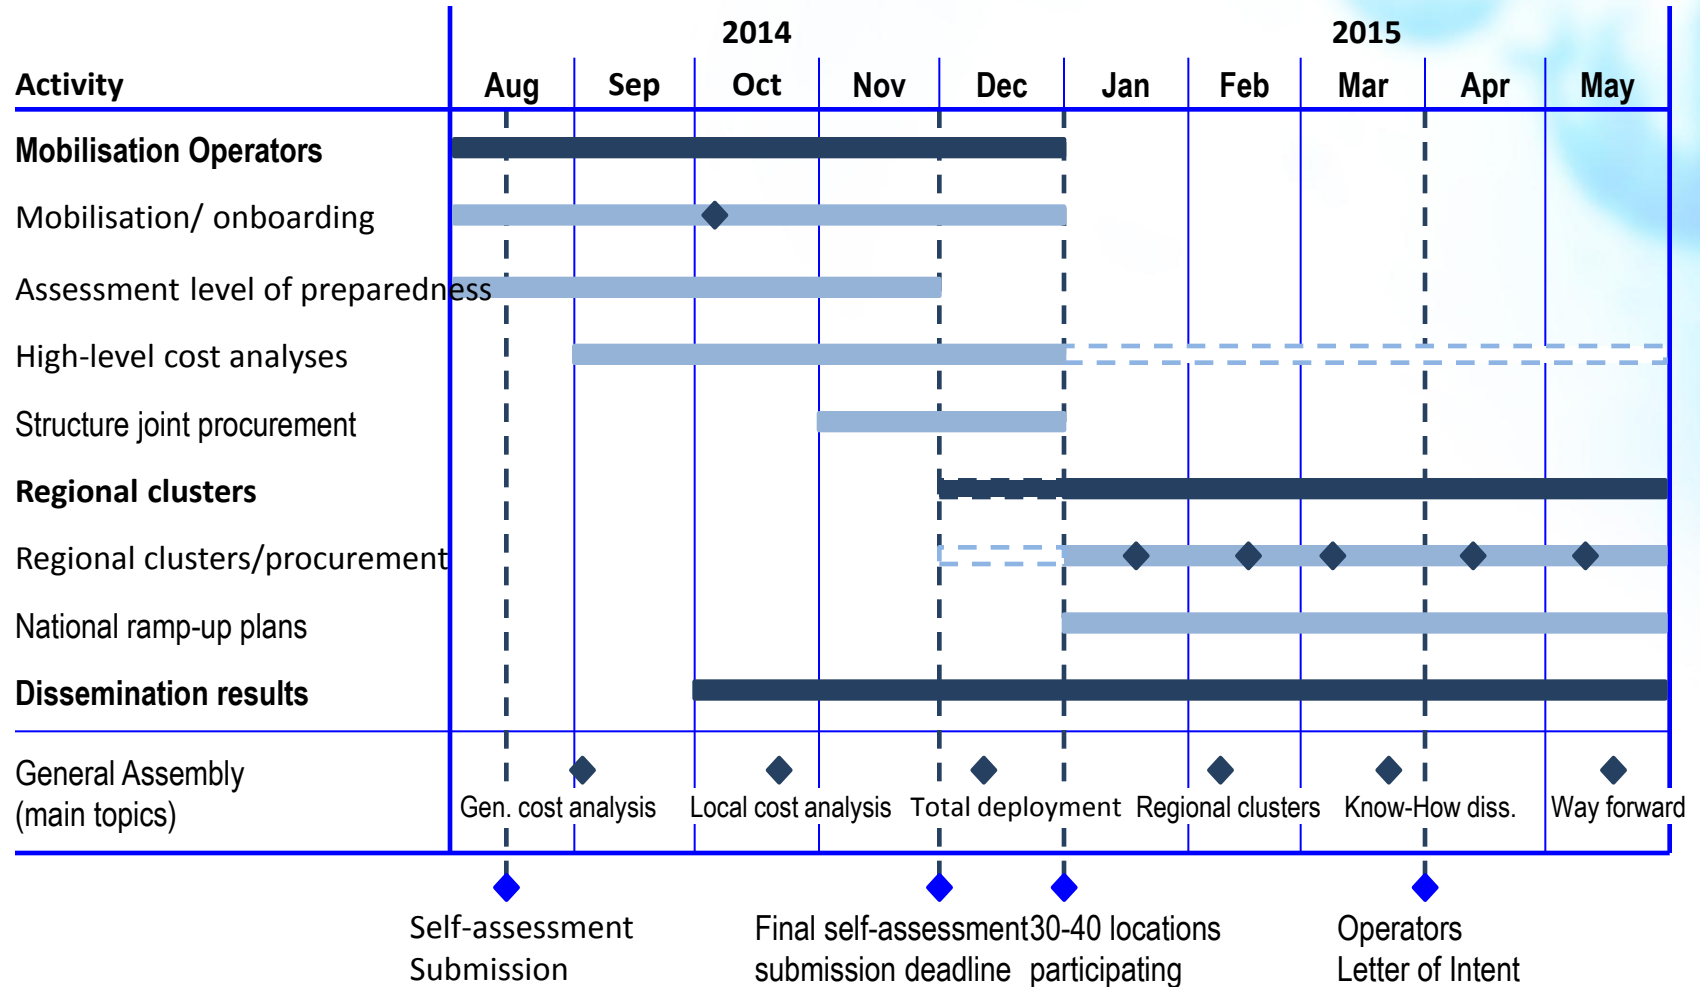 2014 2015
Activity Aug Sep Oct Nov Dec Jan Feb Mar Apr May
Mobilisation Operators
Mobilisation/ onboarding
Assessment level of preparedness
High-level cost analyses
Structure joint procurement
Regional clusters
Regional clusters/procurement
National ramp-up plans
Dissemination results
General Assembly
(main topics)
Gen. cost analysis Local cost analysis Total deployment Regional clusters Know-How diss. Way forward
Self-assessment
Submission
Final self-assessment
submission deadline
30-40 locations
participating
Operators
Letter of Intent